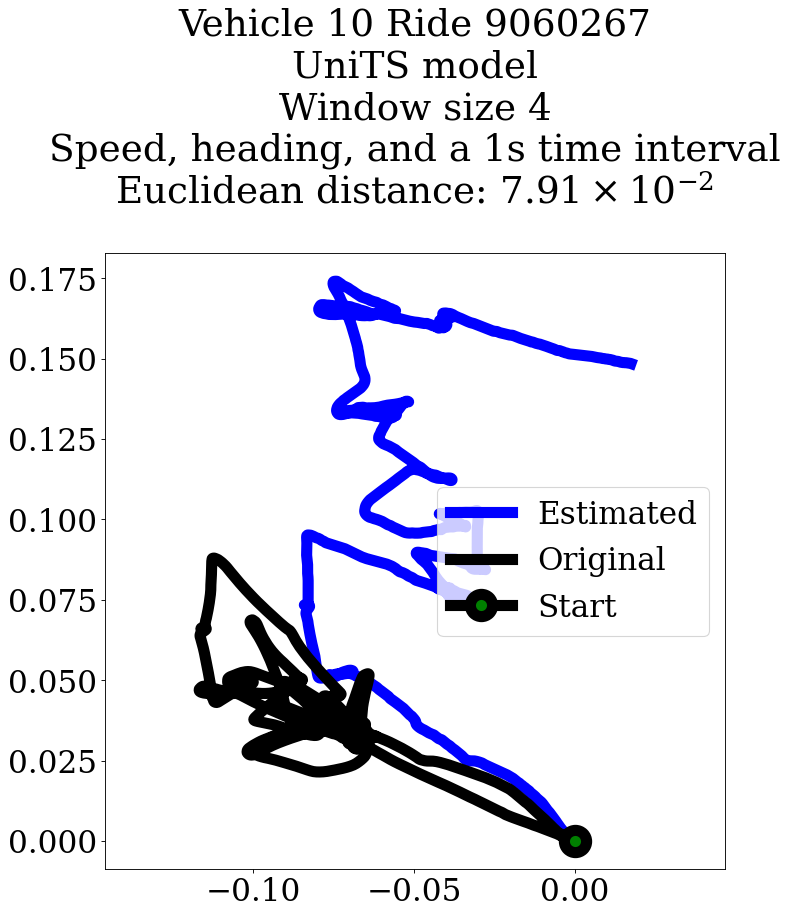 Vehicle 10 Ride 9060267
UniTS model
Window size 4
Speed, heading, and a 1s time interval
Euclidean distance: 7.91 × 10⁻²
0.175
0.150
0.125
0.100
0.075
0.050
0.025
0.000
Estimated
Original
Start
−0.10 −0.05 0.00